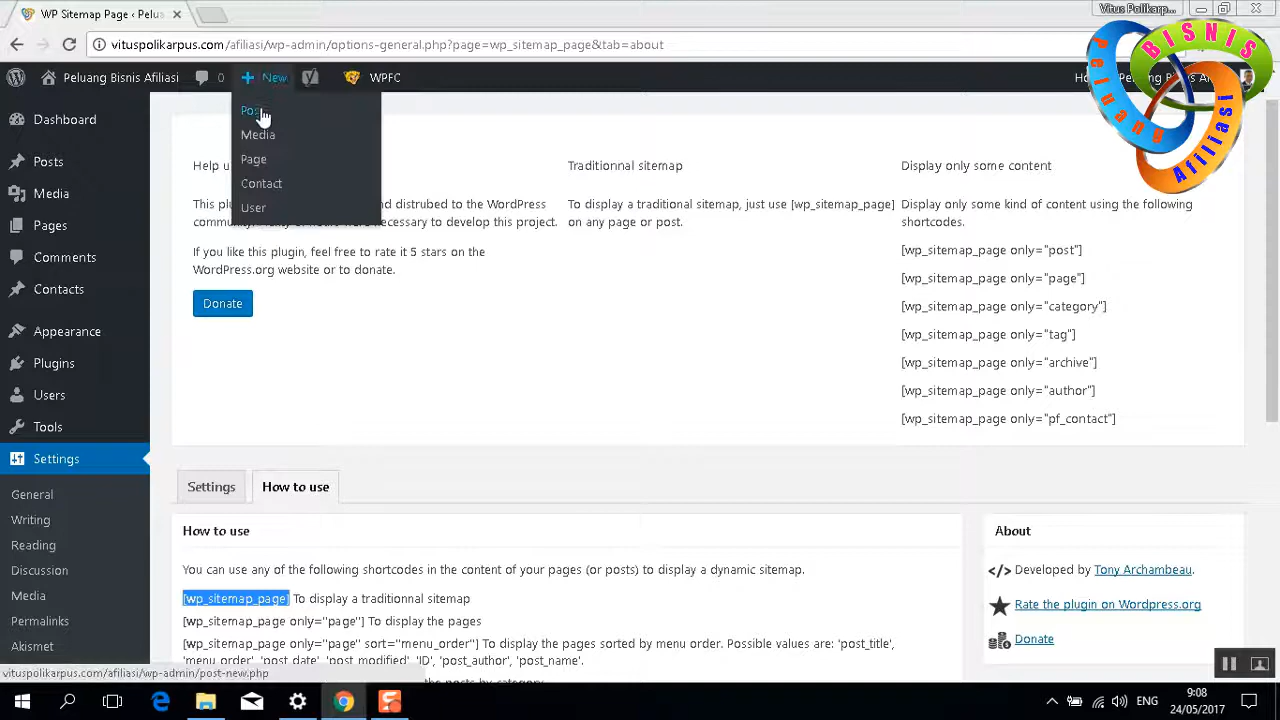 WP Sitemap Page ‹ Pelua
Vitus Polikarp...
vituspolikarpus.com/afiliasi/wp-admin/options-general.php?page=wp_sitemap_page&tab=about
BISNIS
Peluang
Afiliasi
Peluang Bisnis Afiliasi
0
New
WPFC
Post
Media
Page
Contact
User
Dashboard
Posts
Media
Pages
Comments
Contacts
Appearance
Plugins
Users
Tools
Settings
General
Writing
Reading
Discussion
Media
Permalinks
Akismet
Help u
This plu
and distrubed to the WordPress
necessary to develop this project.
If you like this plugin, feel free to rate it 5 stars on the
WordPress.org website or to donate.
Donate
Traditionnal sitemap
To display a traditional sitemap, just use [wp_sitemap_page]
on any page or post.
Display only some content
Display only some kind of content using the following
shortcodes.
[wp_sitemap_page only="post"]
[wp_sitemap_page only="page"]
[wp_sitemap_page only="category"]
[wp_sitemap_page only="tag"]
[wp_sitemap_page only="archive"]
[wp_sitemap_page only="author"]
[wp_sitemap_page only="pf_contact"]
Settings
How to use
How to use
You can use any of the following shortcodes in the content of your pages (or posts) to display a dynamic sitemap.
[wp_sitemap_page] To display a traditionnal sitemap
[wp_sitemap_page only="page"] To display the pages
[wp_sitemap_page only="page" sort="menu_order"] To display the pages sorted by menu order. Possible values are: 'post_title',
'menu_order', 'post_date', 'post_modified', 'ID', 'post_author', 'post_name'.
the posts by category
About
Developed by Tony Archambeau.
Rate the plugin on Wordpress.org
Donate
vituspolikarpus.com/afiliasi/wp-admin/post-new.php
ENG
9:08
24/05/2017